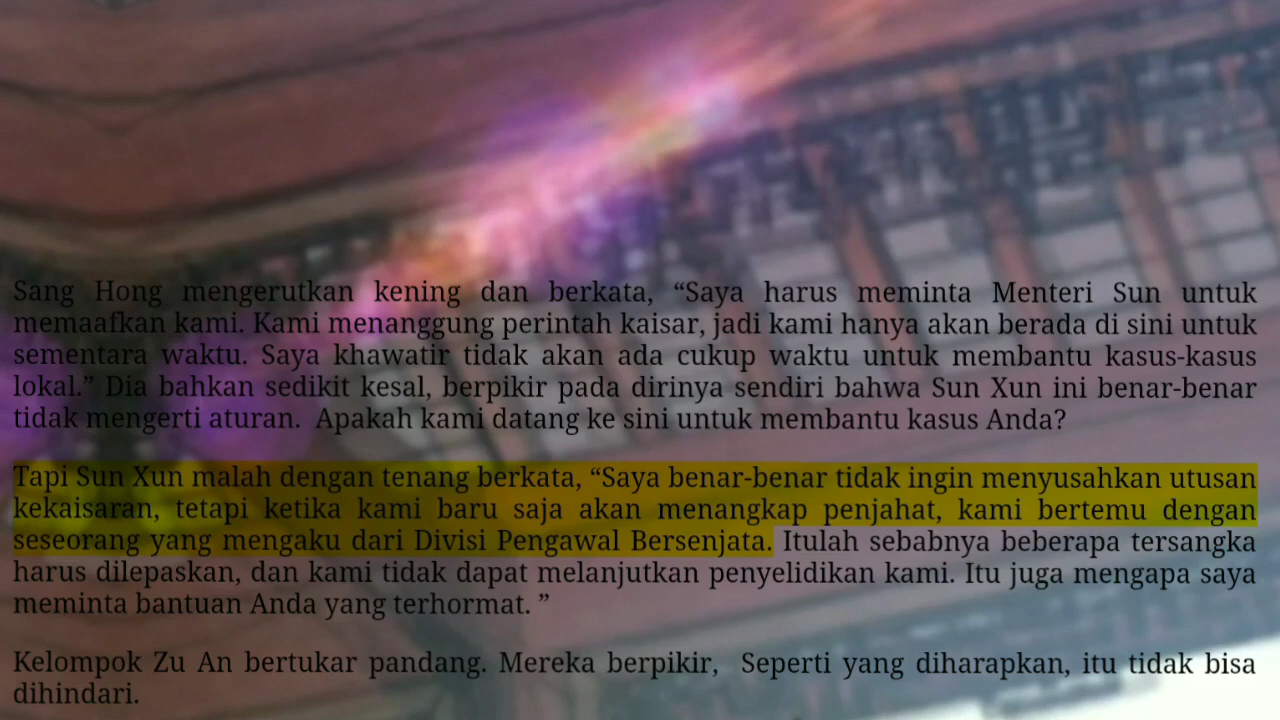 Sang Hong mengerutkan kening dan berkata, “Saya harus meminta Menteri Sun untuk
memaafkan kami. Kami menanggung perintah kaisar, jadi kami hanya akan berada di sini untuk
sementara waktu. Saya khawatir tidak akan ada cukup waktu untuk membantu kasus-kasus
lokal.” Dia bahkan sedikit kesal, berpikir pada dirinya sendiri bahwa Sun Xun ini benar-benar
tidak mengerti aturan.  Apakah kami datang ke sini untuk membantu kasus Anda?
Tapi Sun Xun malah dengan tenang berkata, “Saya benar-benar tidak ingin menyusahkan utusan
kekaisaran, tetapi ketika kami baru saja akan menangkap penjahat, kami bertemu dengan
seseorang yang mengaku dari Divisi Pengawal Bersenjata. Itulah sebabnya beberapa tersangka
harus dilepaskan, dan kami tidak dapat melanjutkan penyelidikan kami. Itu juga mengapa saya
meminta bantuan Anda yang terhormat. ”
Kelompok Zu An bertukar pandang. Mereka berpikir,  Seperti yang diharapkan, itu tidak bisa
dihindari.